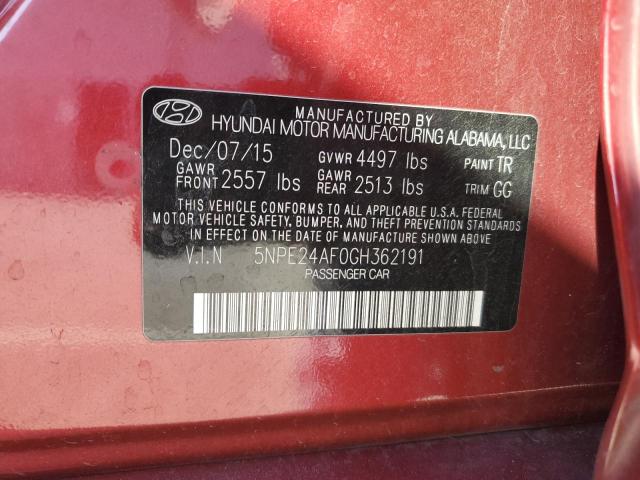 MANUFACTURED BY
HYUNDAI MOTOR MANUFACTURING ALABAMA, LLC
Dec/07/15 GVWR 4497 lbs PAINT TR
GAWR FRONT 2557 lbs GAWR REAR 2513 lbs TRIM GG
THIS VEHICLE CONFORMS TO ALL APPLICABLE U.S.A. FEDERAL
MOTOR VEHICLE SAFETY, BUMPER, AND THEFT PREVENTION STANDARDS
IN EFFECT ON THE DATE OF MANUFACTURE SHOWN ABOVE
V.I.N 5NPE24AF0GH362191
PASSENGER CAR